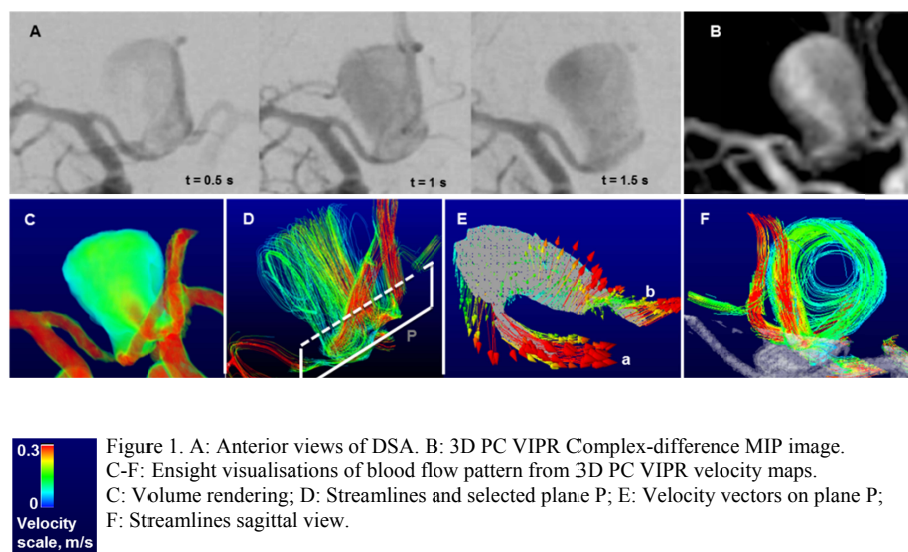 A
B
t = 0.5 s
t = 1 s
t = 1.5 s
C
D
P
E
b
a
F
0.3
0
Velocity
scale, m/s
Figure 1. A: Anterior views of DSA. B: 3D PC VIPR Complex-difference MIP image.
C-F: Ensight visualisations of blood flow pattern from 3D PC VIPR velocity maps.
C: Volume rendering; D: Streamlines and selected plane P; E: Velocity vectors on plane P;
F: Streamlines sagittal view.